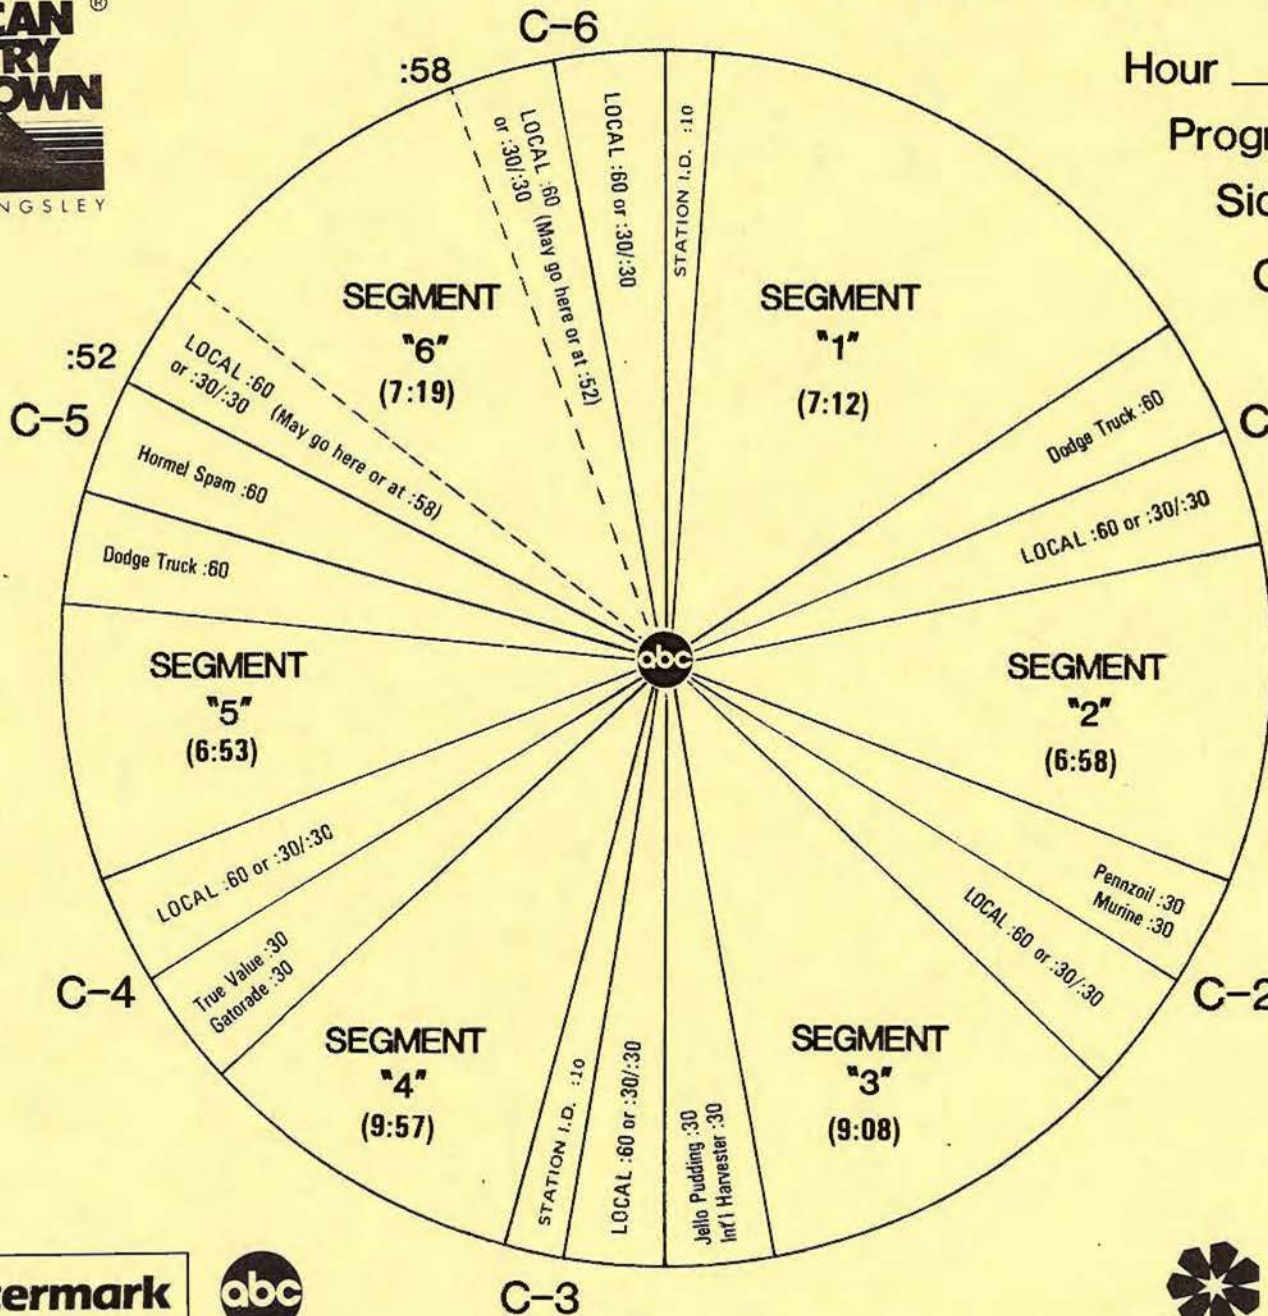 ®
OWN
C-6
:58
Hour
LOCAL :60
or :30/:30 (May go here or at :52)
LOCAL :60 or :30/:30
STATION I.D. :10
SEGMENT
"1"
(7:12)
Dodge Truck :60
LOCAL :60 or :30/:30
SEGMENT
"2"
(6:58)
Pennzoil :30
Murine :30
C-2
LOCAL :60 or :30/:30
SEGMENT
"3"
(9:08)
Jello Pudding :30
Int'l Harvester :30
C-3
LOCAL :60 or :30/:30
STATION I.D. :10
SEGMENT
"4"
(9:57)
True Value :30
Gatorade :30
C-4
LOCAL :60 or :30/:30
SEGMENT
"5"
(6:53)
Dodge Truck :60
Hormel Spam :60
C-5
:52
LOCAL :60
or :30/:30 (May go here or at :58)
SEGMENT
"6"
(7:19)
abc
abc